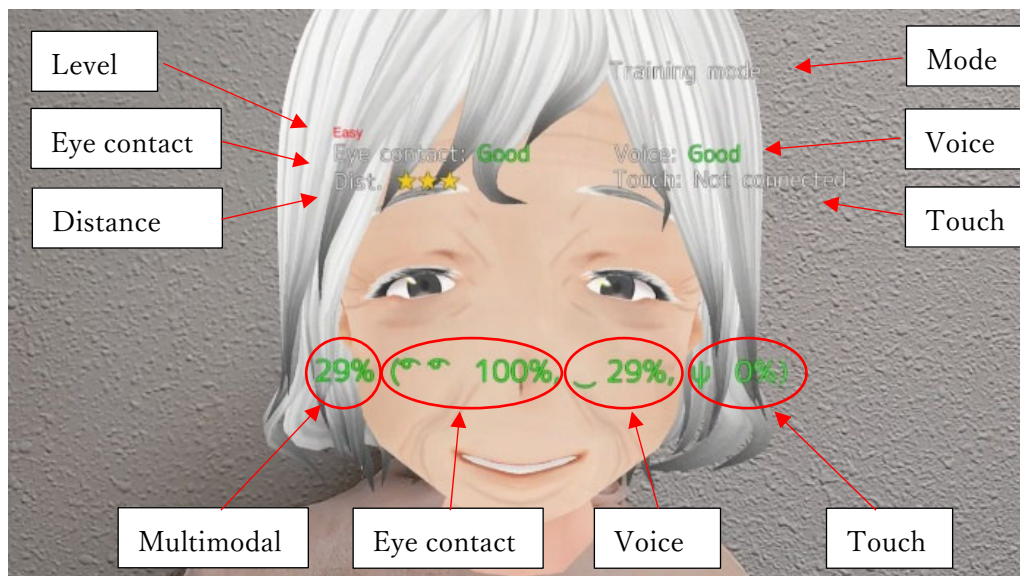 Level
Mode
Training mode
Easy
Eye contact
Eye contact: Good
Voice: Good
Voice
Dist. ★★★
Touch: Not connected
Distance
Touch
29% (ଂ ଂ 100%, ‿ 29%, ψ 0%)
Multimodal
Eye contact
Voice
Touch